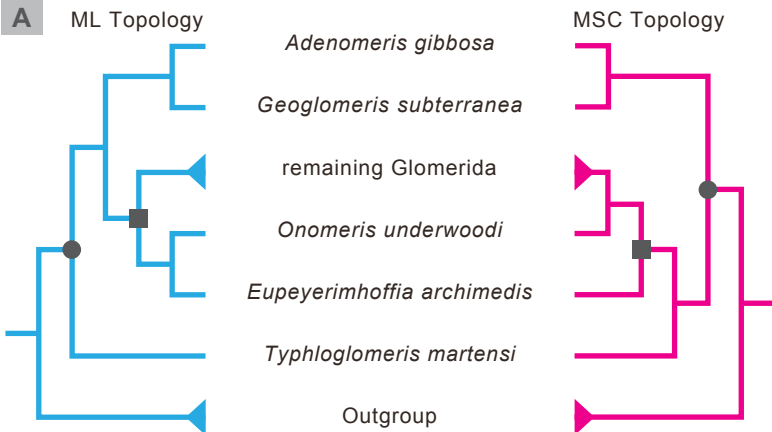 A
ML Topology
MSC Topology
Adenomeris gibbosa
Geoglomeris subterranea
remaining Glomerida
Onomeris underwoodi
Eupeyerimhoffia archimedis
Typhloglomeris martensi
Outgroup